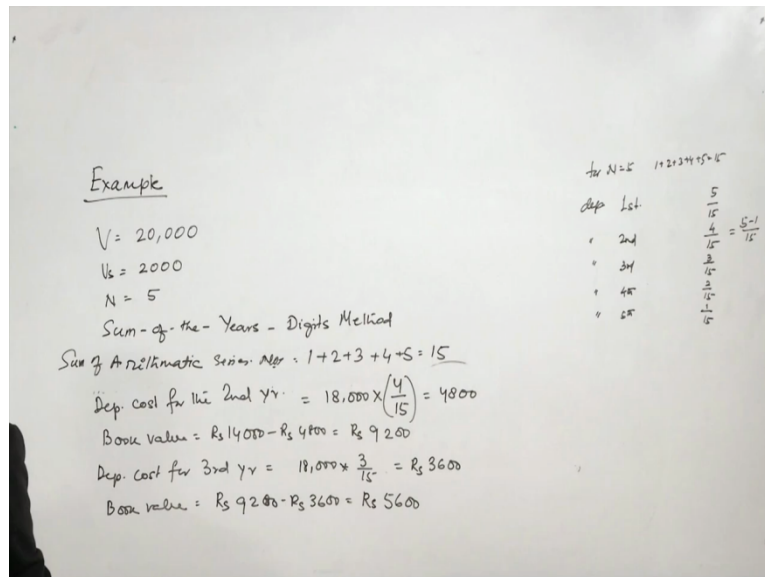 Example
V = 20,000
Vs = 2000
N = 5
Sum-of-the-Years-Digits Method
Sum of Arithmatic Series = 1+2+3+4+5 = 15
Dep. cost for the 2nd yr. = 18,000 x (4/15) = 4800
Book value = Rs 14000 - Rs 4800 = Rs 9200
Dep. cost for 3rd yr = 18,000 * 3/15 = Rs 3600
Book value = Rs 9200 - Rs 3600 = Rs 5600
for N=5 1+2+3+4+5=15
dep 1st. 5/15
" 2nd 4/15 = 5-1/15
" 3rd 3/15
" 4th 2/15
" 5th 1/15